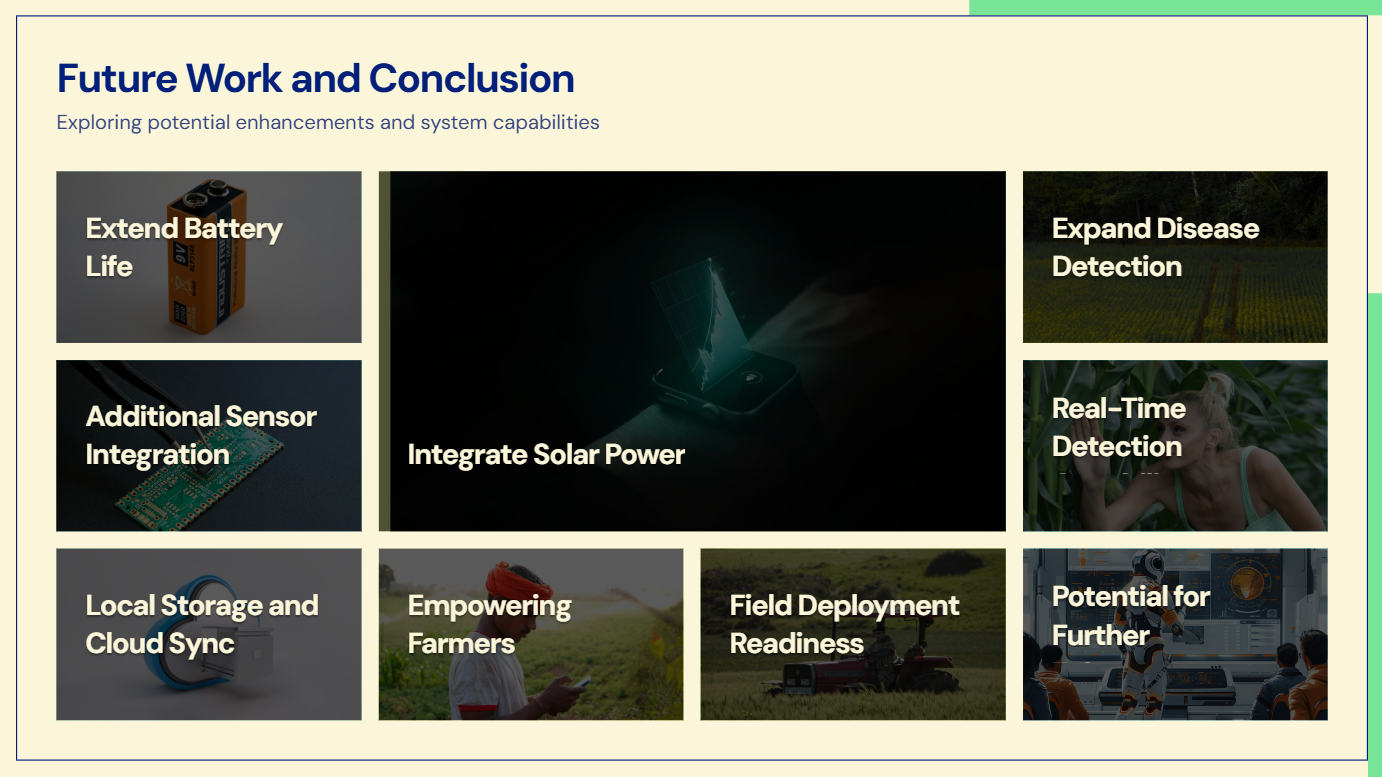 Future Work and Conclusion
Exploring potential enhancements and system capabilities
Extend Battery
Life
9V
INDUSTRI
Integrate Solar Power
Expand Disease
Detection
Additional Sensor
Integration
Real-Time
Detection
Local Storage and
Cloud Sync
Empowering
Farmers
Field Deployment
Readiness
Potential for
Further